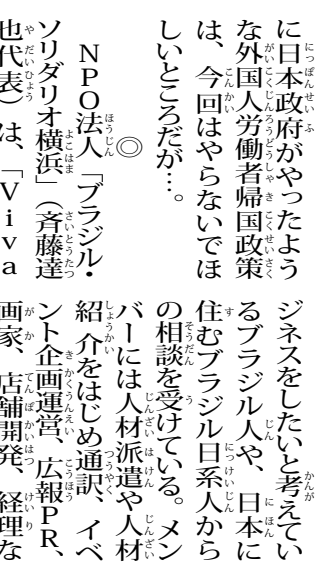 に日本政府がやったよう
な外国人労働者帰国政策
は、今回はやらないでほ
しいところだが…。
◎
NPO法人「ブラジル・
ソリダリオ横浜」（斉藤達
也代表）は、「Viva
ジネスをしたいと考えてい
るブラジル人や、日本に
住むブラジル日系人から
の相談を受けている。メン
バーには人材派遣や人材
紹介をはじめ通訳、イベ
ント企画運営、広報PR、
画家、店舗開発、経理な